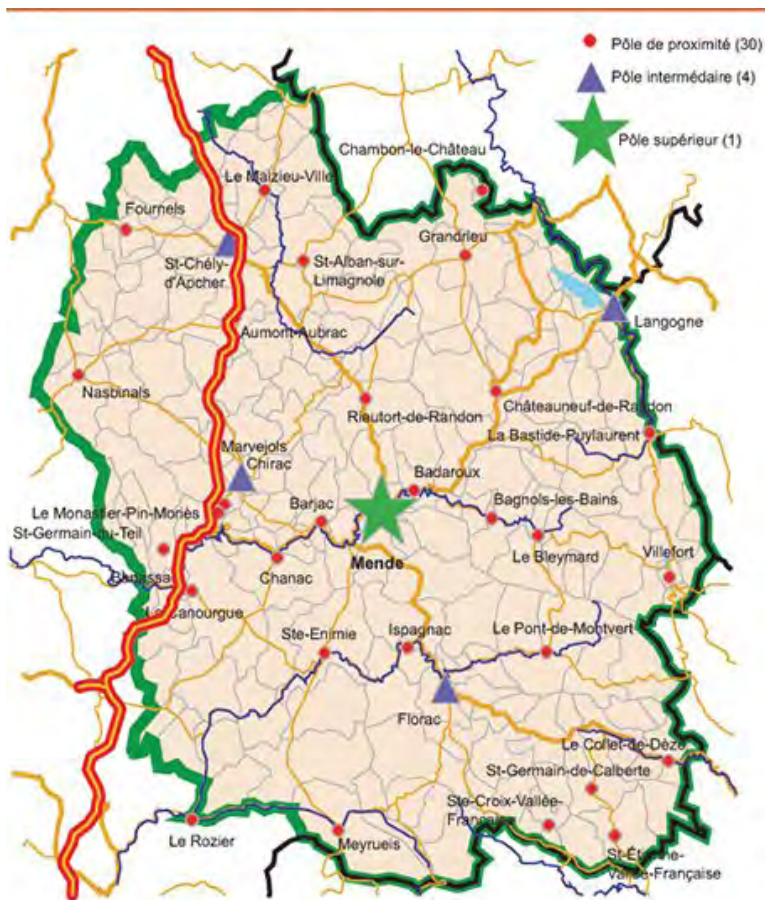 Pôle de proximité (30)
Pôle intermédaire (4)
Pôle supérieur (1)
Chambon-le-Château
Le Malzieu-Ville
Fournels
Grandrieu
St-Chély-
d'Apcher
St-Alban-sur-
Limagnole
Langogne
Aumont-Aubrac
Nasbinals
Rieutort-de-Randon
Châteauneuf-de-Randon
La Bastide-Puylaurent
Marvejols
Chirac
Badaroux
Le Monastier-Pin-Moriès
Barjac
Bagnols-les-Bains
St-Germain-du-Teil
Mende
Le Bleymard
Villefort
Chanac
Banassac
La Canourgue
Ste-Enimie
Ispagnac
Le Pont-de-Montvert
Florac
Le Collet-de-Dèze
St-Germain-de-Calberte
Ste-Croix-Vallée-
Française
Le Rozier
Meyrueis
St-Étienne-
Vallée-Française